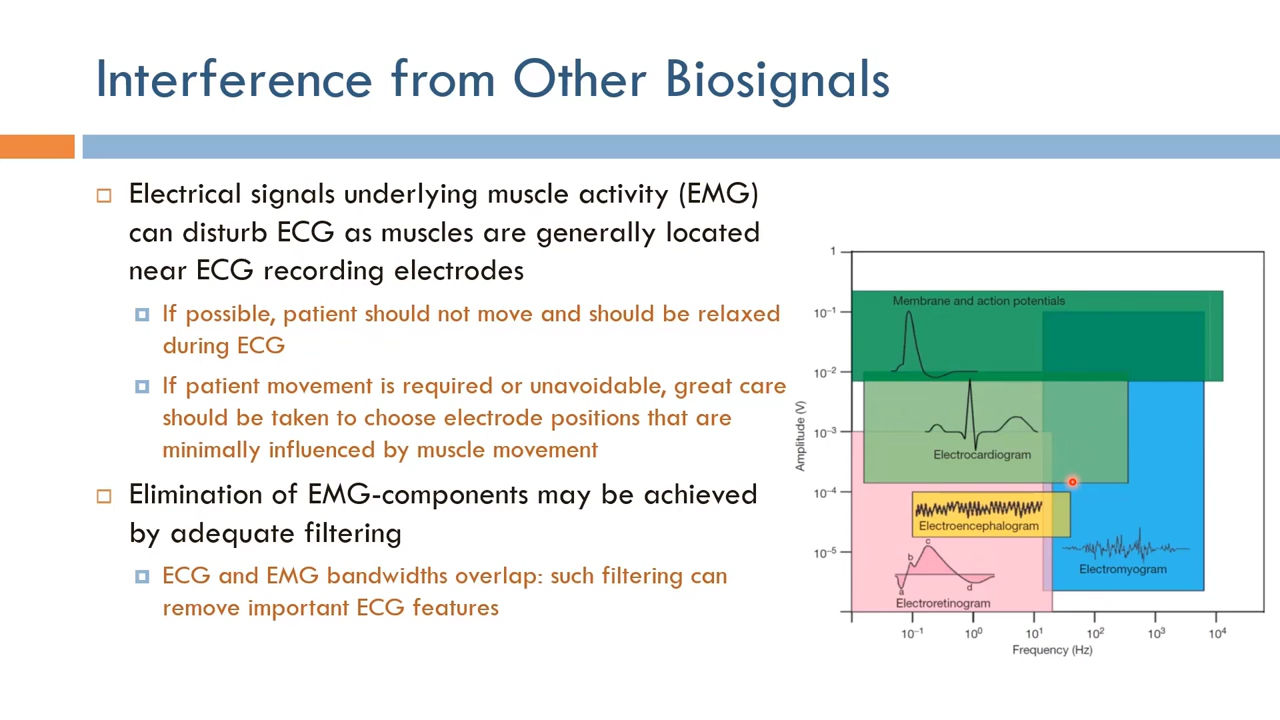 Interference from Other Biosignals
Electrical signals underlying muscle activity (EMG)
can disturb ECG as muscles are generally located
near ECG recording electrodes
If possible, patient should not move and should be relaxed
during ECG
If patient movement is required or unavoidable, great care
should be taken to choose electrode positions that are
minimally influenced by muscle movement
Elimination of EMG-components may be achieved
by adequate filtering
ECG and EMG bandwidths overlap: such filtering can
remove important ECG features
Amplitude (V)
1
10⁻¹
10⁻²
10⁻³
10⁻⁴
10⁻⁵
Membrane and action potentials
Electrocardiogram
Electroencephalogram
Electromyogram
a
b
c
d
Electroretinogram
10⁻¹ 10⁰ 10¹ 10² 10³ 10⁴
Frequency (Hz)